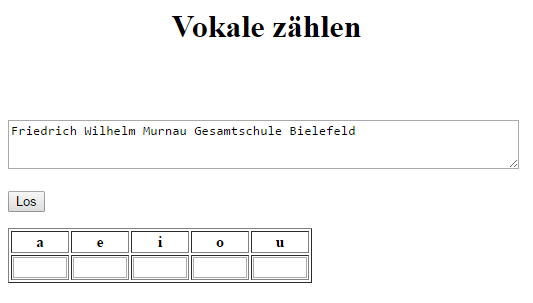 Vokale zählen
Friedrich Wilhelm Murnau Gesamtschule Bielefeld
Los
a e i o u